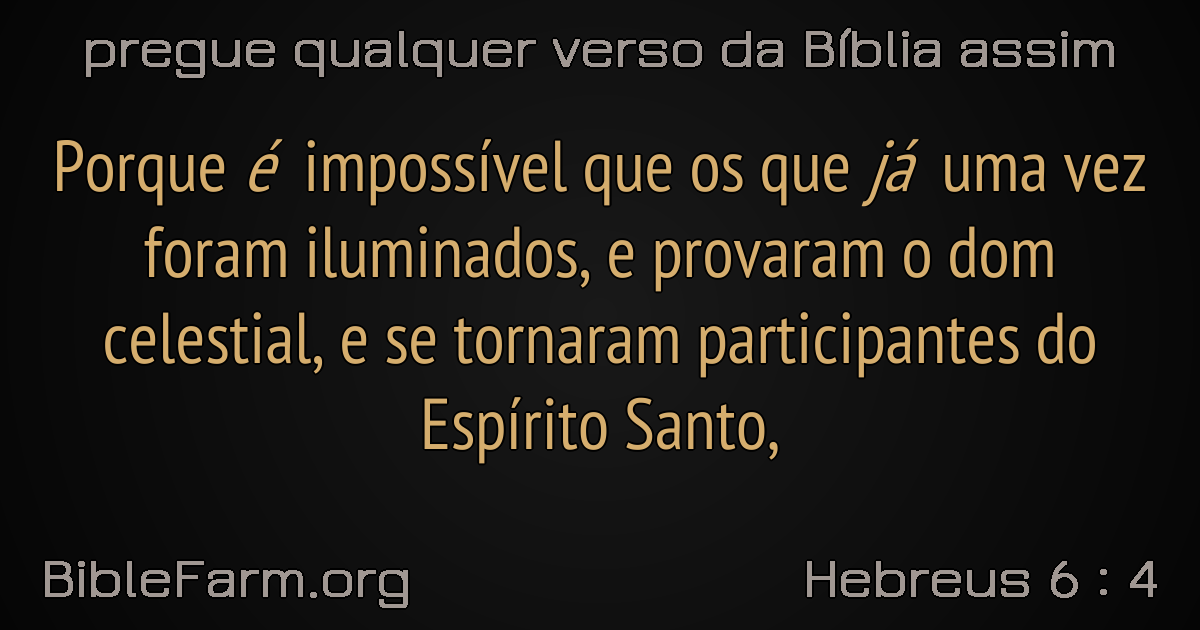 pregue qualquer verso da Bíblia assim
Porque é impossível que os que já uma vez
foram iluminados, e provaram o dom
celestial, e se tornaram participantes do
Espírito Santo,
BibleFarm.org
Hebreus 6 : 4